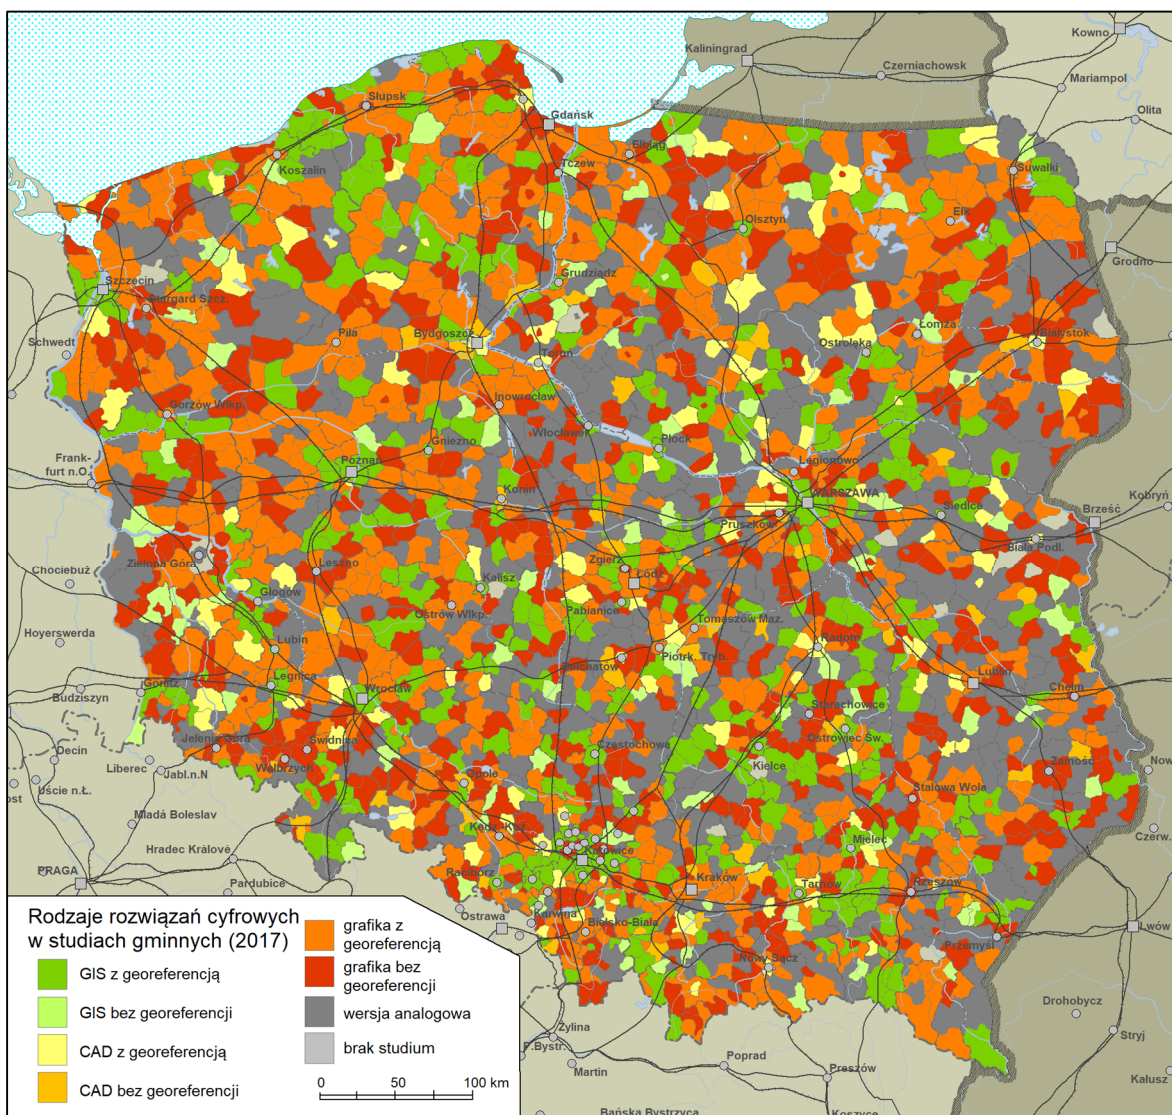 Kowno
Kaliningrad
Czerniachowsk
Mariampol
Słupsk
Gdańsk
Olita
Elbląg
Koszalin
Tczew
Suwałki
Olsztyn
Ełk
Grodno
Szczecin
Grudziądz
Stargard Szcz.
Łomża
Białystok
Schwedt
Piła
Bydgoszcz
Ostrołęka
Toruń
Gorzów Wlkp.
Inowrocław
Włocławek
Gniezno
Płock
Frank-
furt n.O.
Poznań
Legionowo
Konin
WARSZAWA
Kobryń
Pruszków
Siedlce
Brześć
Biała Podl.
Zielona Góra
Chociebuż
Leszno
Zgierz
Łódź
Kalisz
Głogów
Ostrów Wlkp.
Pabianice
Tomaszów Maz.
Hoyerswerda
Lubin
Radom
Piotrk. Tryb.
Bełchatów
Legnica
Görlitz
Wrocław
Lublin
Chełm
Budziszyn
Starachowice
Jelenia Góra
Świdnica
Ostrowiec Św.
Decin
Częstochowa
Liberec
Jabl.n.N
Wałbrzych
Kielce
Zamość
Now
Uście n.Ł.
Opole
Stalowa Wola
ost
Mladá Boleslav
Kędz.-Koź.
Mielec
Czerw.
Hradec Králové
Katowice
PRAGA
Racibórz
Kraków
Tarnów
Rzeszów
Pardubice
Ostrawa
Karwina
Bielsko-Biała
Lwów
Przemyśl
Nowy Sącz
Drohobycz
Żylina
Stryj
P.Bystr.
Poprad
Martin
Preszów
Kałusz
Bańska Bystrzyca
Koszyce
Rodzaje rozwiązań cyfrowych
w studiach gminnych (2017)
GIS z georeferencją
GIS bez georeferencji
CAD z georeferencją
CAD bez georeferencji
grafika z
georeferencją
grafika bez
georeferencji
wersja analogowa
brak studium
0 50 100 km